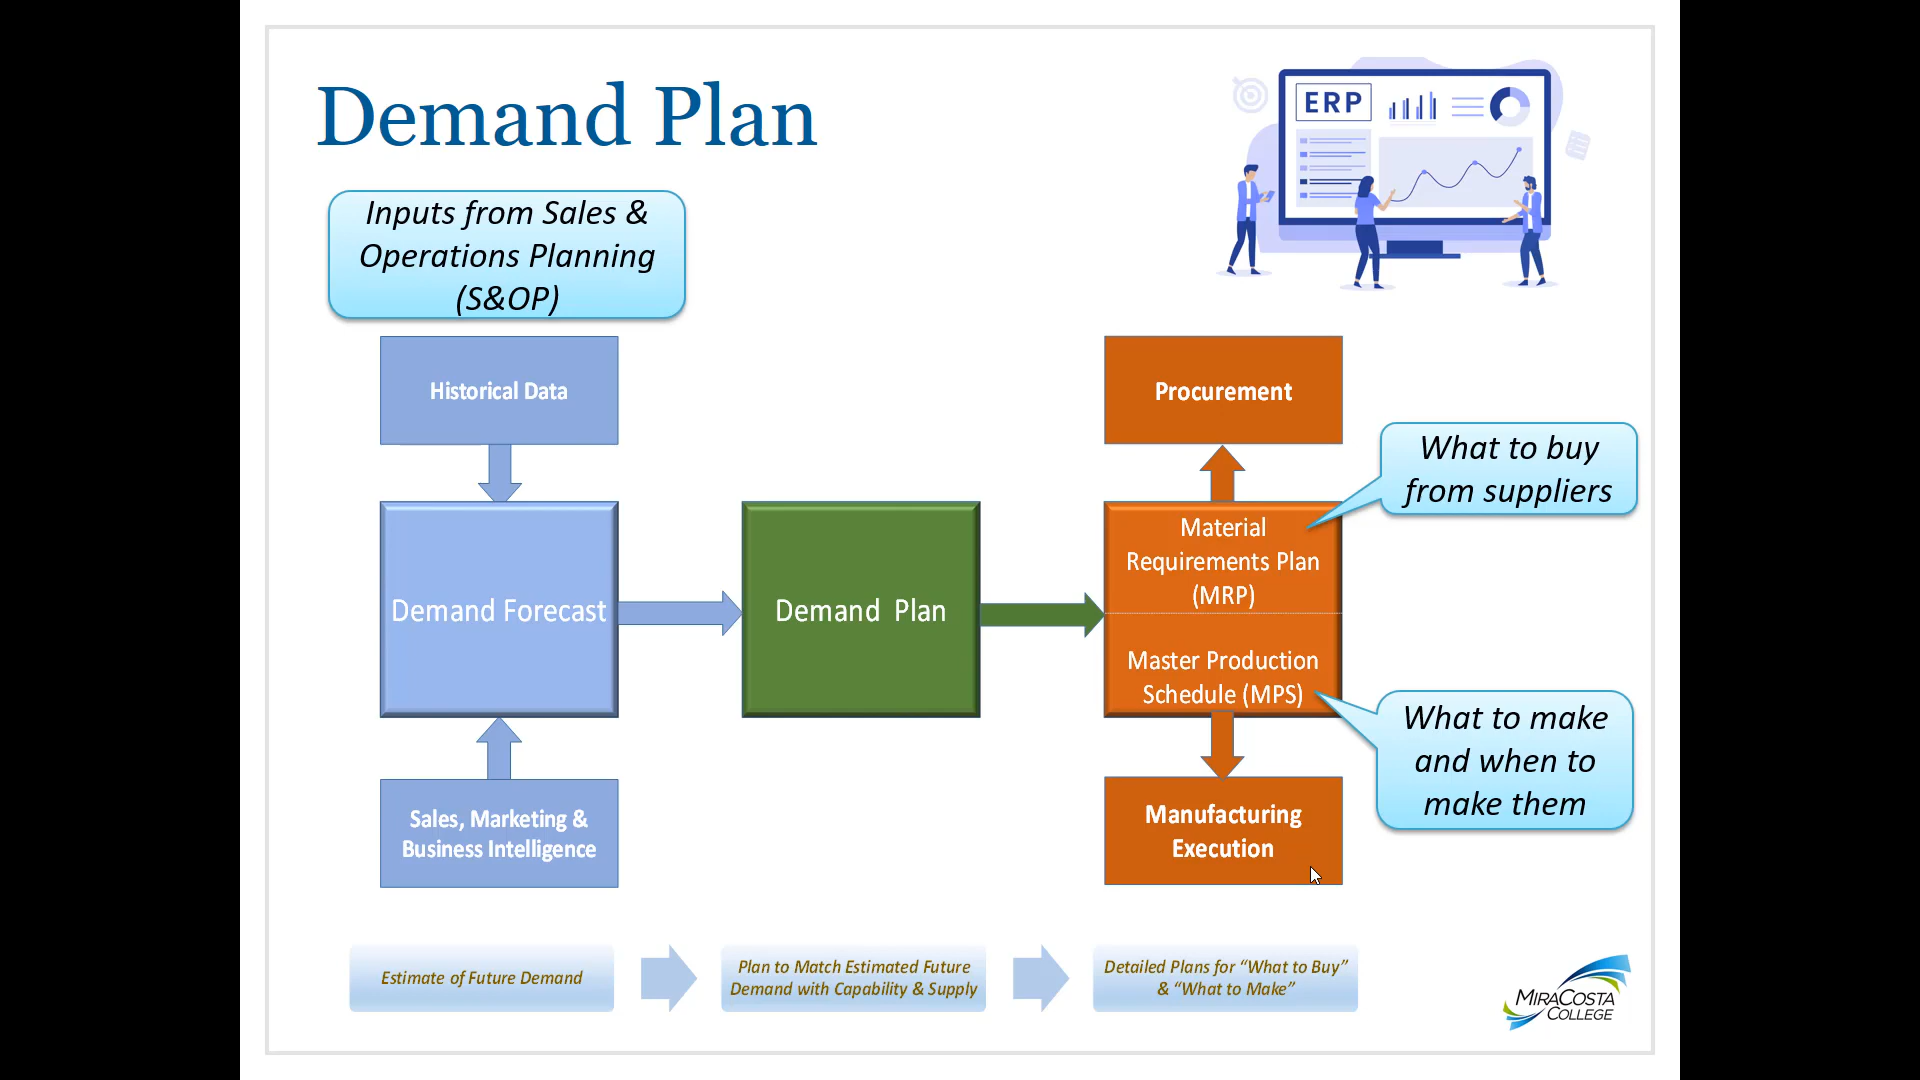 Demand Plan
ERP
Inputs from Sales &
Operations Planning
(S&OP)
Historical Data
Procurement
What to buy
from suppliers
Demand Forecast
Demand Plan
Material
Requirements Plan
(MRP)
Master Production
Schedule (MPS)
What to make
and when to
make them
Sales, Marketing &
Business Intelligence
Manufacturing
Execution
Estimate of Future Demand
Plan to Match Estimated Future
Demand with Capability & Supply
Detailed Plans for “What to Buy”
& “What to Make”
MIRACOSTA
COLLEGE